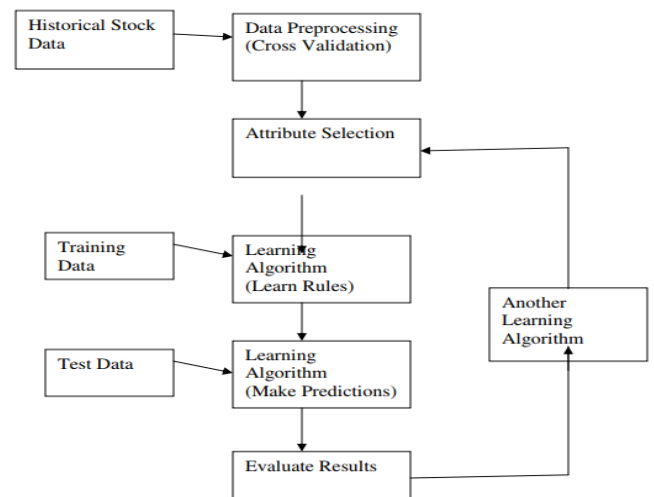 Historical Stock
Data
Data Preprocessing
(Cross Validation)
Attribute Selection
Training
Data
Learning
Algorithm
(Learn Rules)
Another
Learning
Algorithm
Test Data
Learning
Algorithm
(Make Predictions)
Evaluate Results